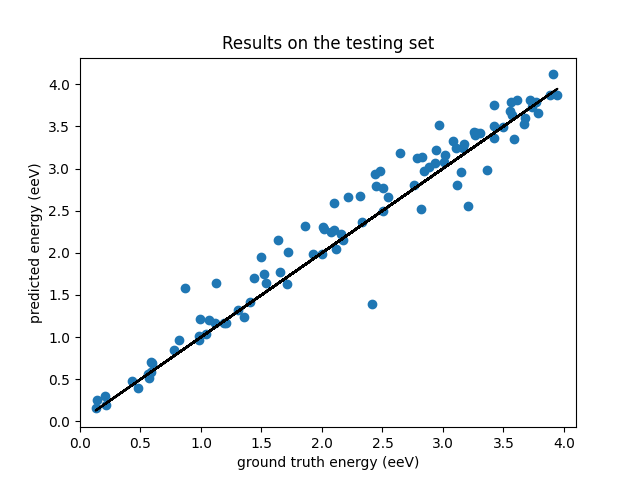 Results on the testing set
predicted energy (eeV)
4.0
3.5
3.0
2.5
2.0
1.5
1.0
0.5
0.0
0.0 0.5 1.0 1.5 2.0 2.5 3.0 3.5 4.0
ground truth energy (eeV)